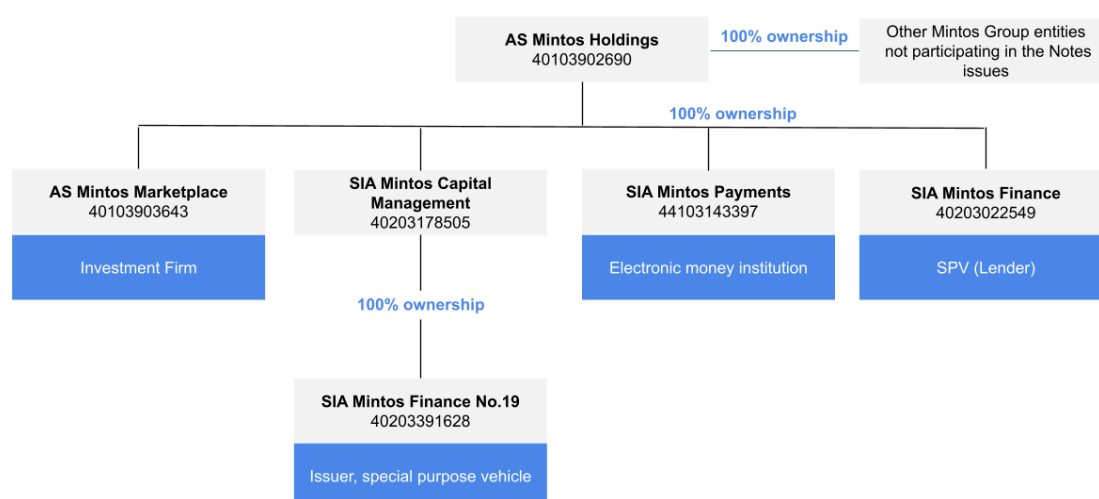 AS Mintos Holdings
40103902690
100% ownership
Other Mintos Group entities
not participating in the Notes
issues
100% ownership
AS Mintos Marketplace
40103903643
Investment Firm
SIA Mintos Capital
Management
40203178505
SIA Mintos Payments
44103143397
Electronic money institution
SIA Mintos Finance
40203022549
SPV (Lender)
100% ownership
SIA Mintos Finance No.19
40203391628
Issuer, special purpose vehicle